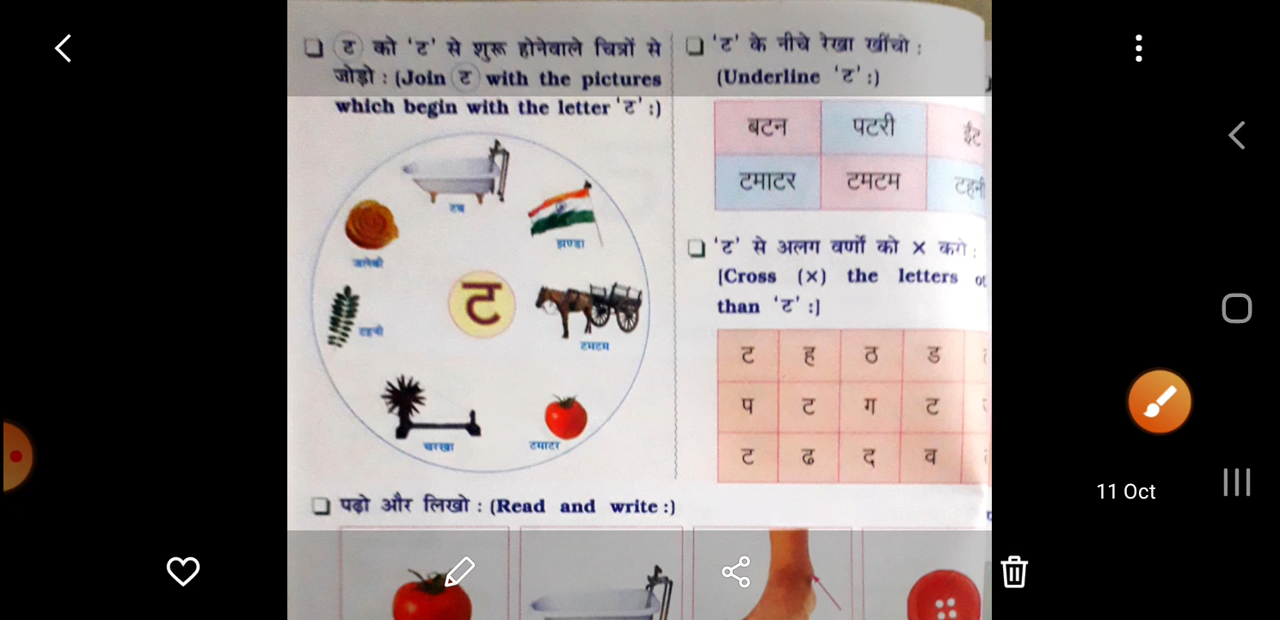 ❑ ट को 'ट' से शुरू होनेवाले चित्रों से
जोड़ो : (Join ट with the pictures
which begin with the letter 'ट' :)
टब
झण्डा
जलेबी
ट
टहनी
टमटम
चरखा
टमाटर
❑ 'ट' के नीचे रेखा खींचो :
(Underline 'ट' :)
बटन पटरी ईंट
टमाटर टमटम टहनी
❑ 'ट' से अलग वर्णों को × करो :
[Cross (×) the letters
than 'ट' :]
ट ह ठ ड
प ट ग ट
ट ढ द व
❑ पढ़ो और लिखो : (Read and write :)
11 Oct